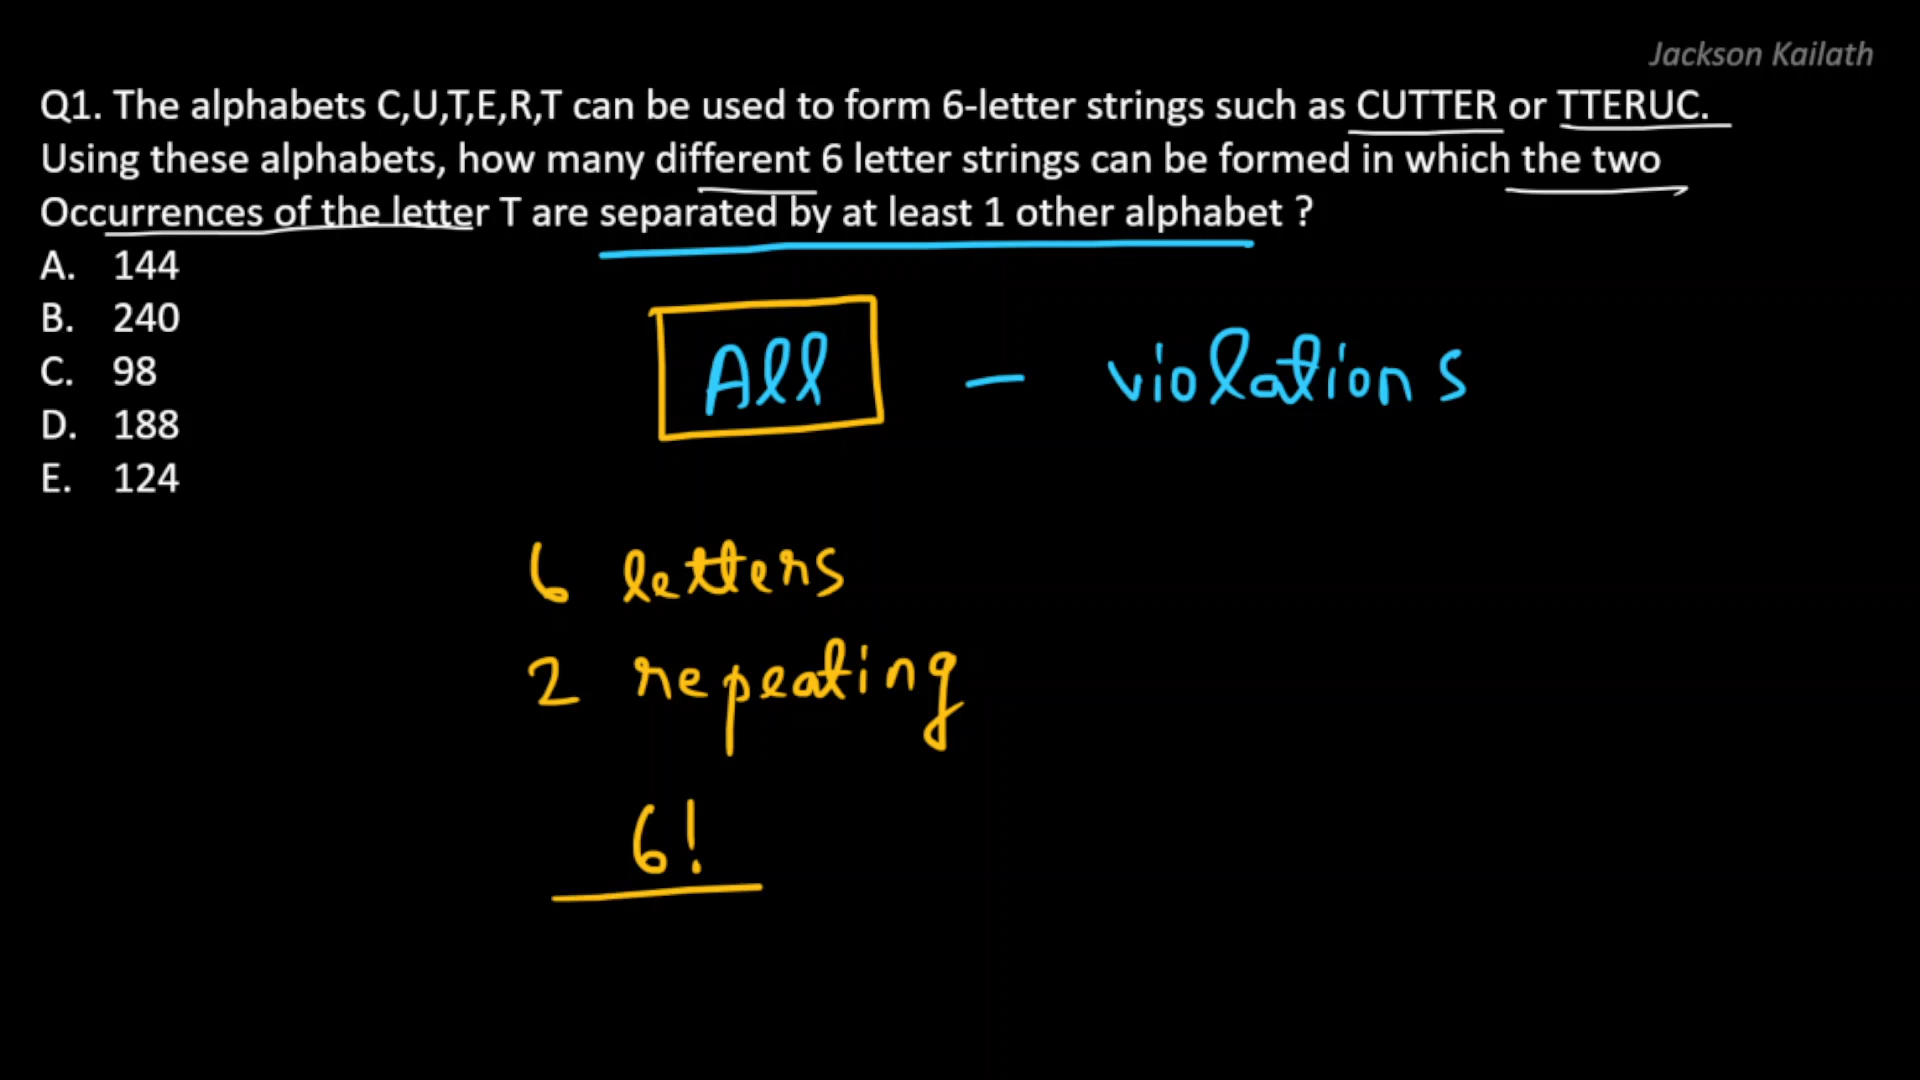 Jackson Kailath
Q1. The alphabets C,U,T,E,R,T can be used to form 6-letter strings such as CUTTER or TTERUC.
Using these alphabets, how many different 6 letter strings can be formed in which the two
Occurrences of the letter T are separated by at least 1 other alphabet ?
A. 144
B. 240
C. 98
D. 188
E. 124
All - violations
6 letters
2 repeating
6!